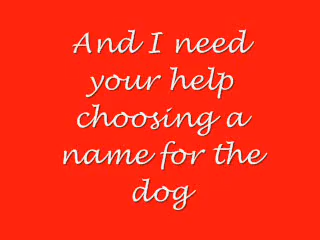 And I need
your help
choosing a
name for the
dog